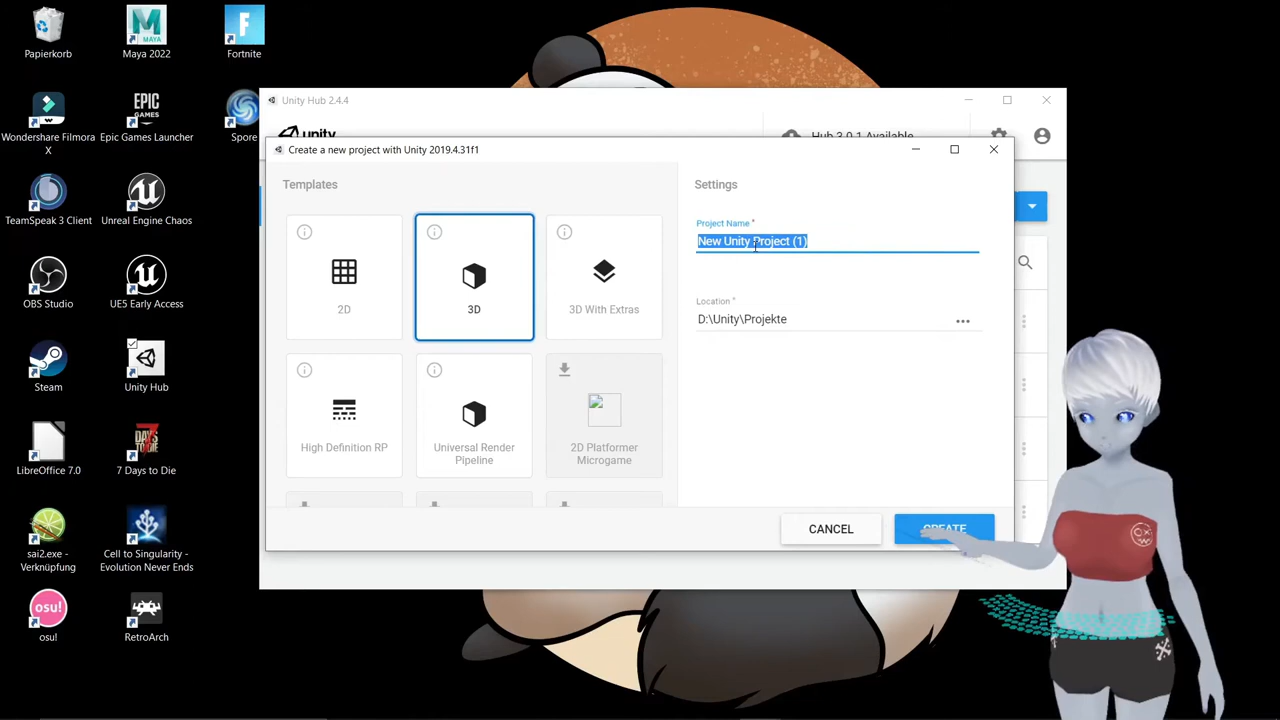 Papierkorb
Maya 2022
Fortnite
Wondershare Filmora
X
Epic Games Launcher
EPIC
GAMES
Spore
TeamSpeak 3 Client
Unreal Engine Chaos
OBS Studio
UE5 Early Access
Steam
Unity Hub
LibreOffice 7.0
7 Days to Die
sai2.exe -
Verknüpfung
Cell to Singularity -
Evolution Never Ends
osu!
osu!
RetroArch
Unity Hub 2.4.4
unity
Hub 3.0.1 Available
Create a new project with Unity 2019.4.31f1
Templates
2D
3D
3D With Extras
High Definition RP
Universal Render
Pipeline
2D Platformer
Microgame
Settings
Project Name *
New Unity Project (1)
Location *
D:\Unity\Projekte
CANCEL
CREATE